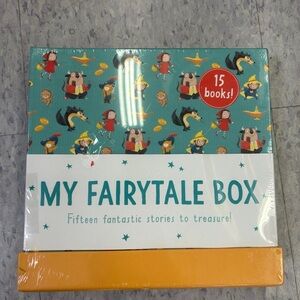 15
books!
MY FAIRYTALE BOX
Fifteen fantastic stories to treasure!